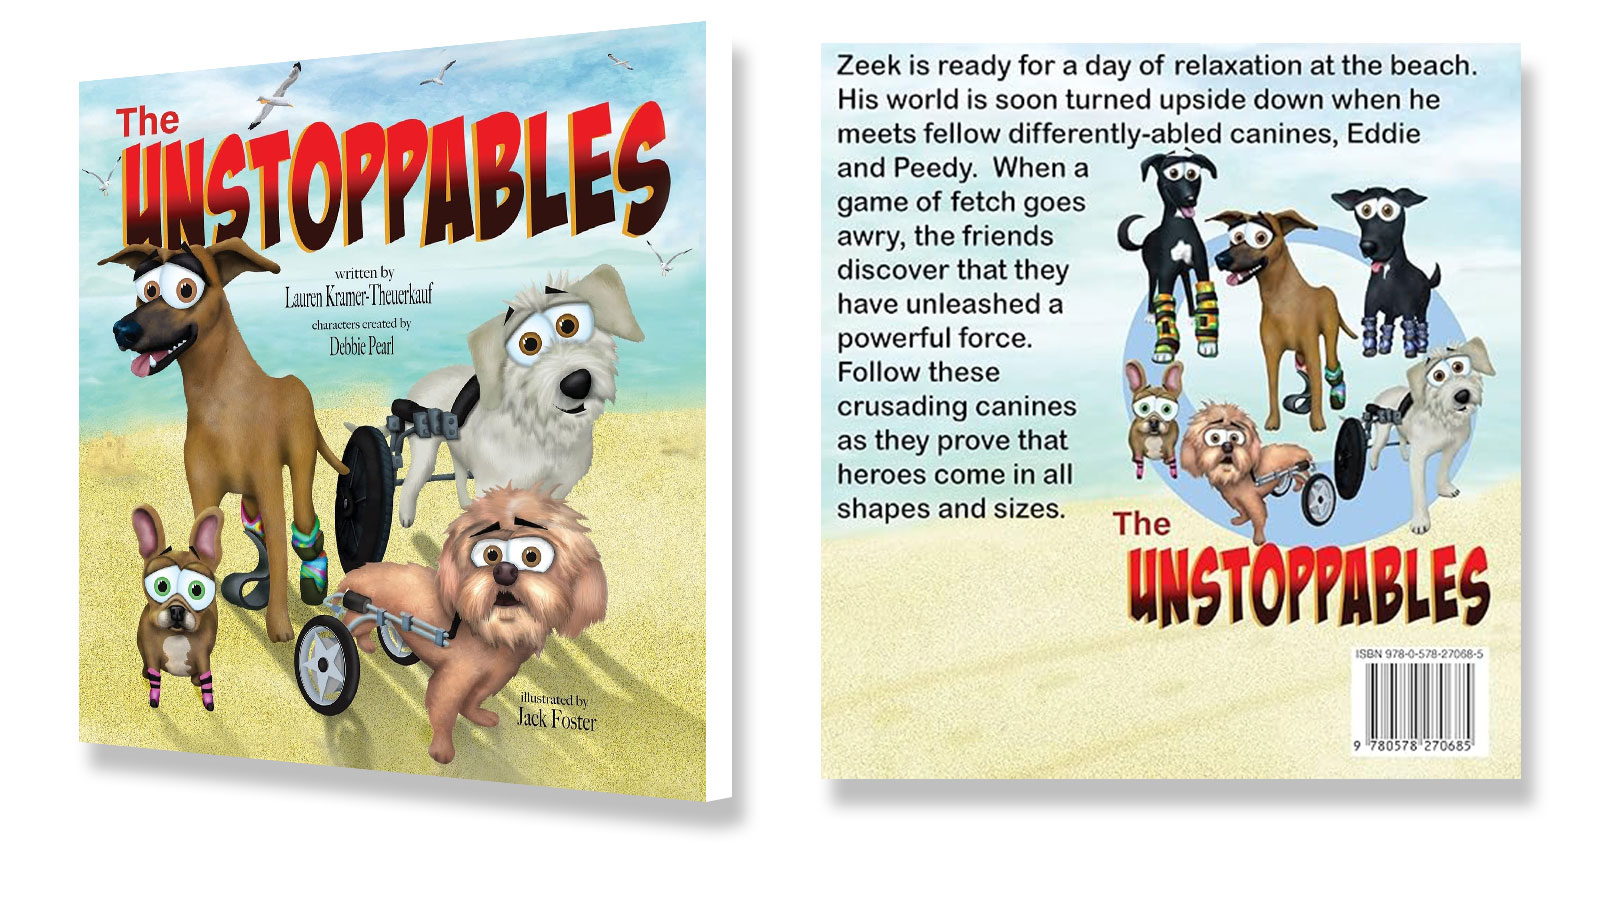 The
UNSTOPPABLES
written by
Lauren Kramer-Theuerkauf
characters created by
Debbie Pearl
illustrated by
Jack Foster
Zeek is ready for a day of relaxation at the beach.
His world is soon turned upside down when he
meets fellow differently-abled canines, Eddie
and Peedy.  When a
game of fetch goes
awry, the friends
discover that they
have unleashed a
powerful force.
Follow these
crusading canines
as they prove that
heroes come in all
shapes and sizes.
The
UNSTOPPABLES
ISBN 978-0-578-27068-5
9 780578 270685